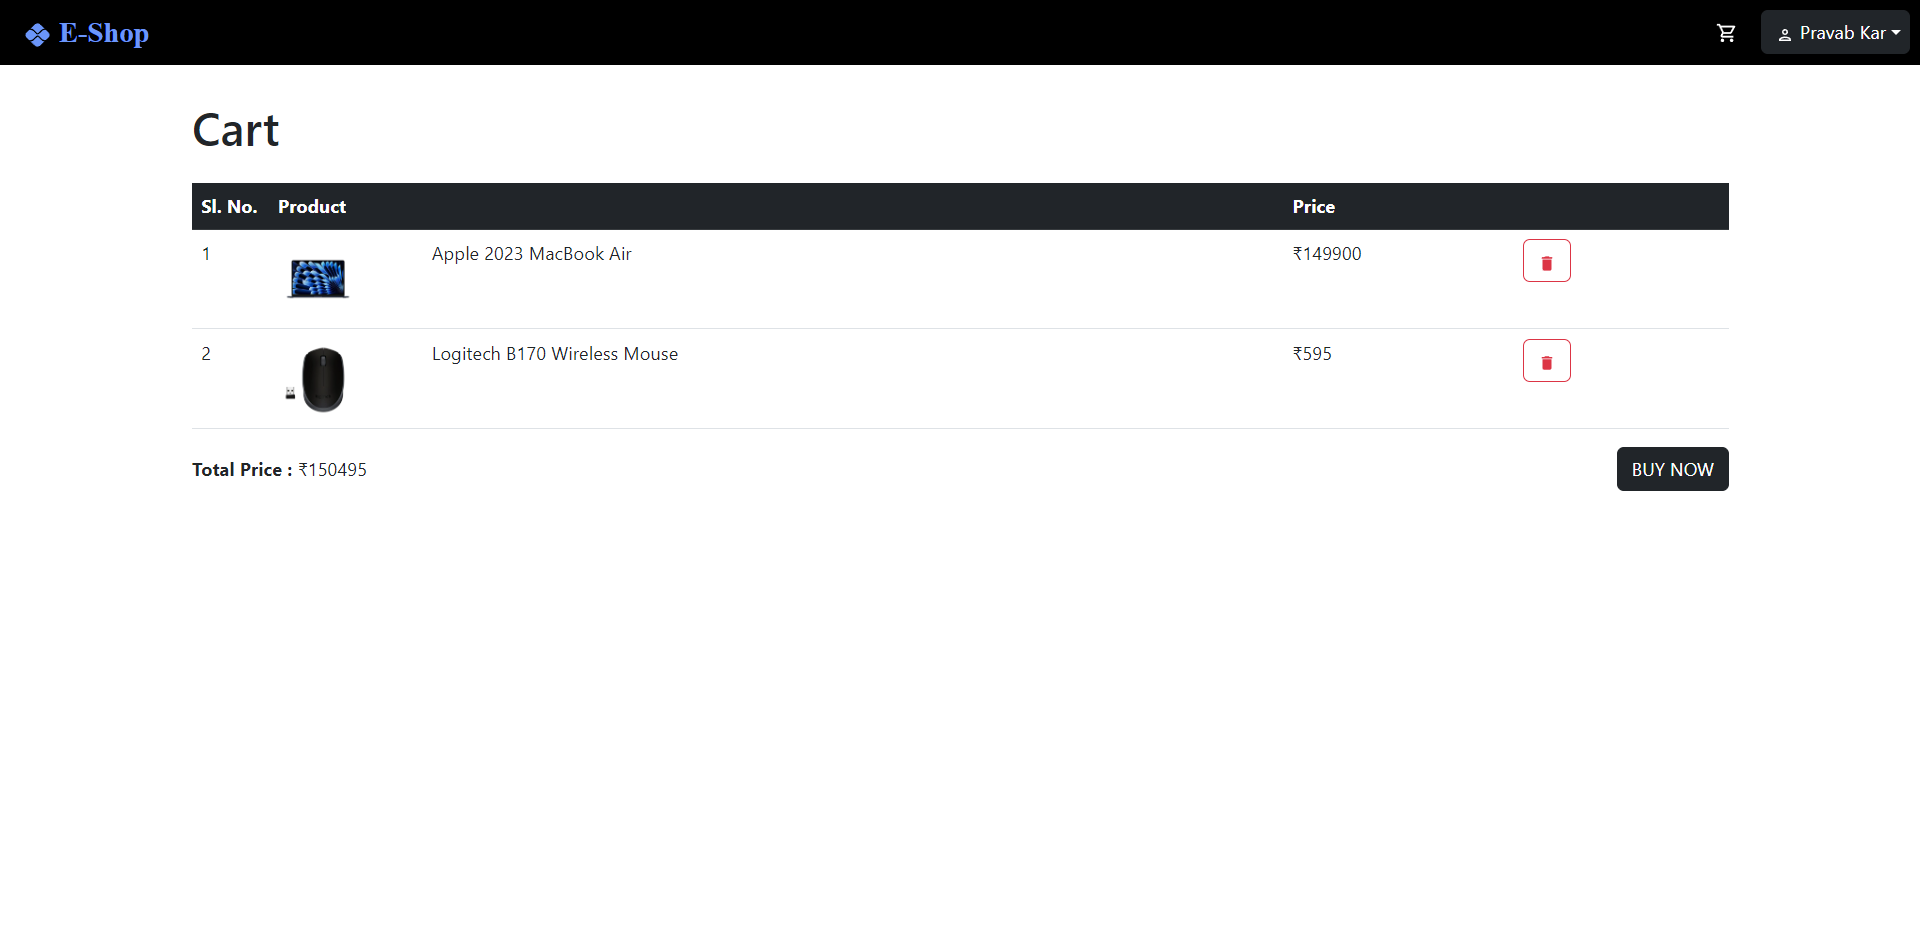 E-Shop
Pravab Kar
Cart
Sl. No. Product Price
1 Apple 2023 MacBook Air ₹149900
2 Logitech B170 Wireless Mouse ₹595
Total Price : ₹150495 BUY NOW